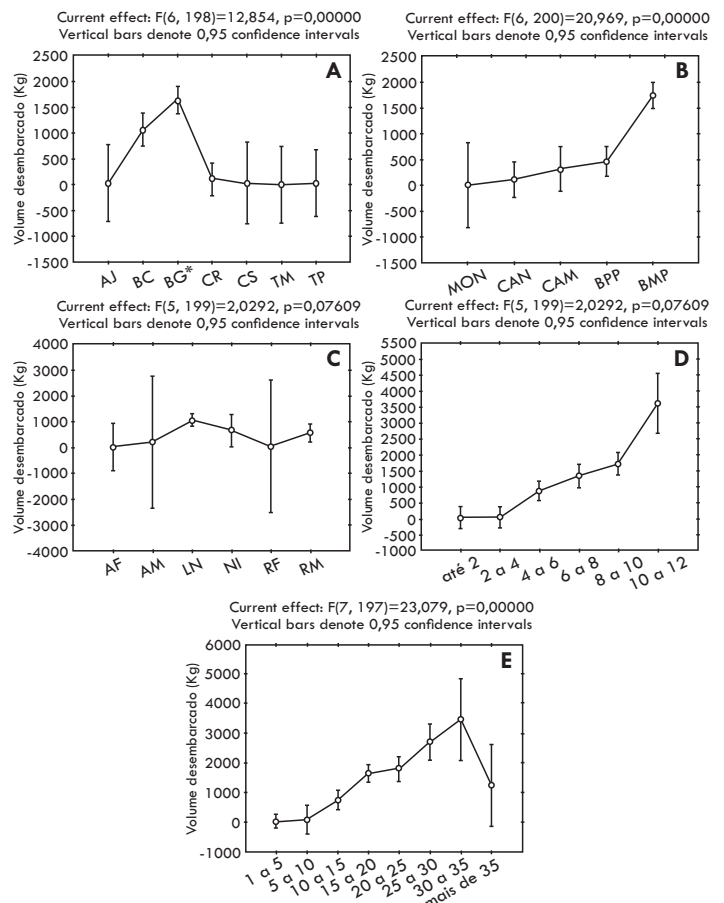 Current effect: F(6, 198)=12,854, p=0,00000
Vertical bars denote 0,95 confidence intervals
A
Volume desembarcado (Kg)
2500
2000
1500
1000
500
0
-500
-1000
-1500
AJ BC BG* CR CS TM TP
Current effect: F(6, 200)=20,969, p=0,00000
Vertical bars denote 0,95 confidence intervals
B
Volume desembarcado (Kg)
2500
2000
1500
1000
500
0
-500
-1000
1500
MON CAN CAM BPP BMP
Current effect: F(5, 199)=2,0292, p=0,07609
Vertical bars denote 0,95 confidence intervals
C
Volume desembarcado (Kg)
4000
3000
2000
1000
0
-1000
-2000
-3000
-4000
AF AM LN NI RF RM
Current effect: F(5, 199)=2,0292, p=0,07609
Vertical bars denote 0,95 confidence intervals
D
Volume desembarcado (Kg)
5500
5000
4000
3500
3000
2500
1500
1000
500
0
-500
-1000
até 2 2 a 4 4 a 6 6 a 8 8 a 10 10 a 12
Current effect: F(7, 197)=23,079, p=0,00000
Vertical bars denote 0,95 confidence intervals
E
Volume desembarcado (Kg)
6000
5000
4000
3000
2000
1000
0
-1000
1 a 5 5 a 10 10 a 15 15 a 20 20 a 25 25 a 30 30 a 35 mais de 35